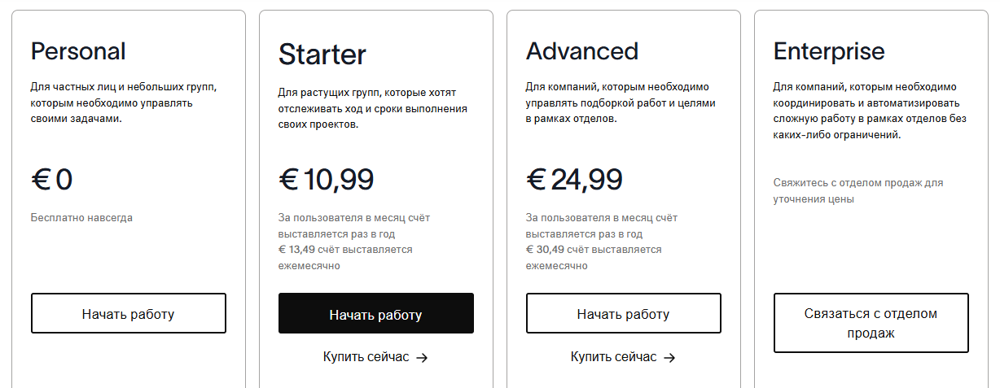 Personal
Для частных лиц и небольших групп,
которым необходимо управлять
своими задачами.
€ 0
Бесплатно навсегда
Начать работу
Starter
Для растущих групп, которые хотят
отслеживать ход и сроки выполнения
своих проектов.
€ 10,99
За пользователя в месяц счёт
выставляется раз в год
€ 13,49 счёт выставляется
ежемесячно
Начать работу
Купить сейчас →
Advanced
Для компаний, которым необходимо
управлять подборкой работ и целями
в рамках отделов.
€ 24,99
За пользователя в месяц счёт
выставляется раз в год
€ 30,49 счёт выставляется
ежемесячно
Начать работу
Купить сейчас →
Enterprise
Для компаний, которым необходимо
координировать и автоматизировать
сложную работу в рамках отделов без
каких-либо ограничений.
Свяжитесь с отделом продаж для
уточнения цены
Связаться с отделом
продаж